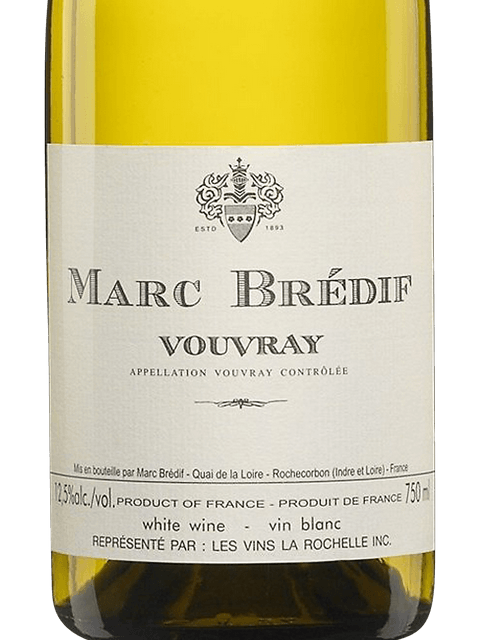 ESTD 1893
MARC BRÉDIF
VOUVRAY
APPELLATION VOUVRAY CONTRÔLÉE
Mis en bouteille par Marc Brédif - Quai de la Loire - Rochecorbon (Indre et Loire) - France
12,5%alc./vol. PRODUCT OF FRANCE - PRODUIT DE FRANCE 750 ml
white wine - vin blanc
REPRÉSENTÉ PAR : LES VINS LA ROCHELLE INC.